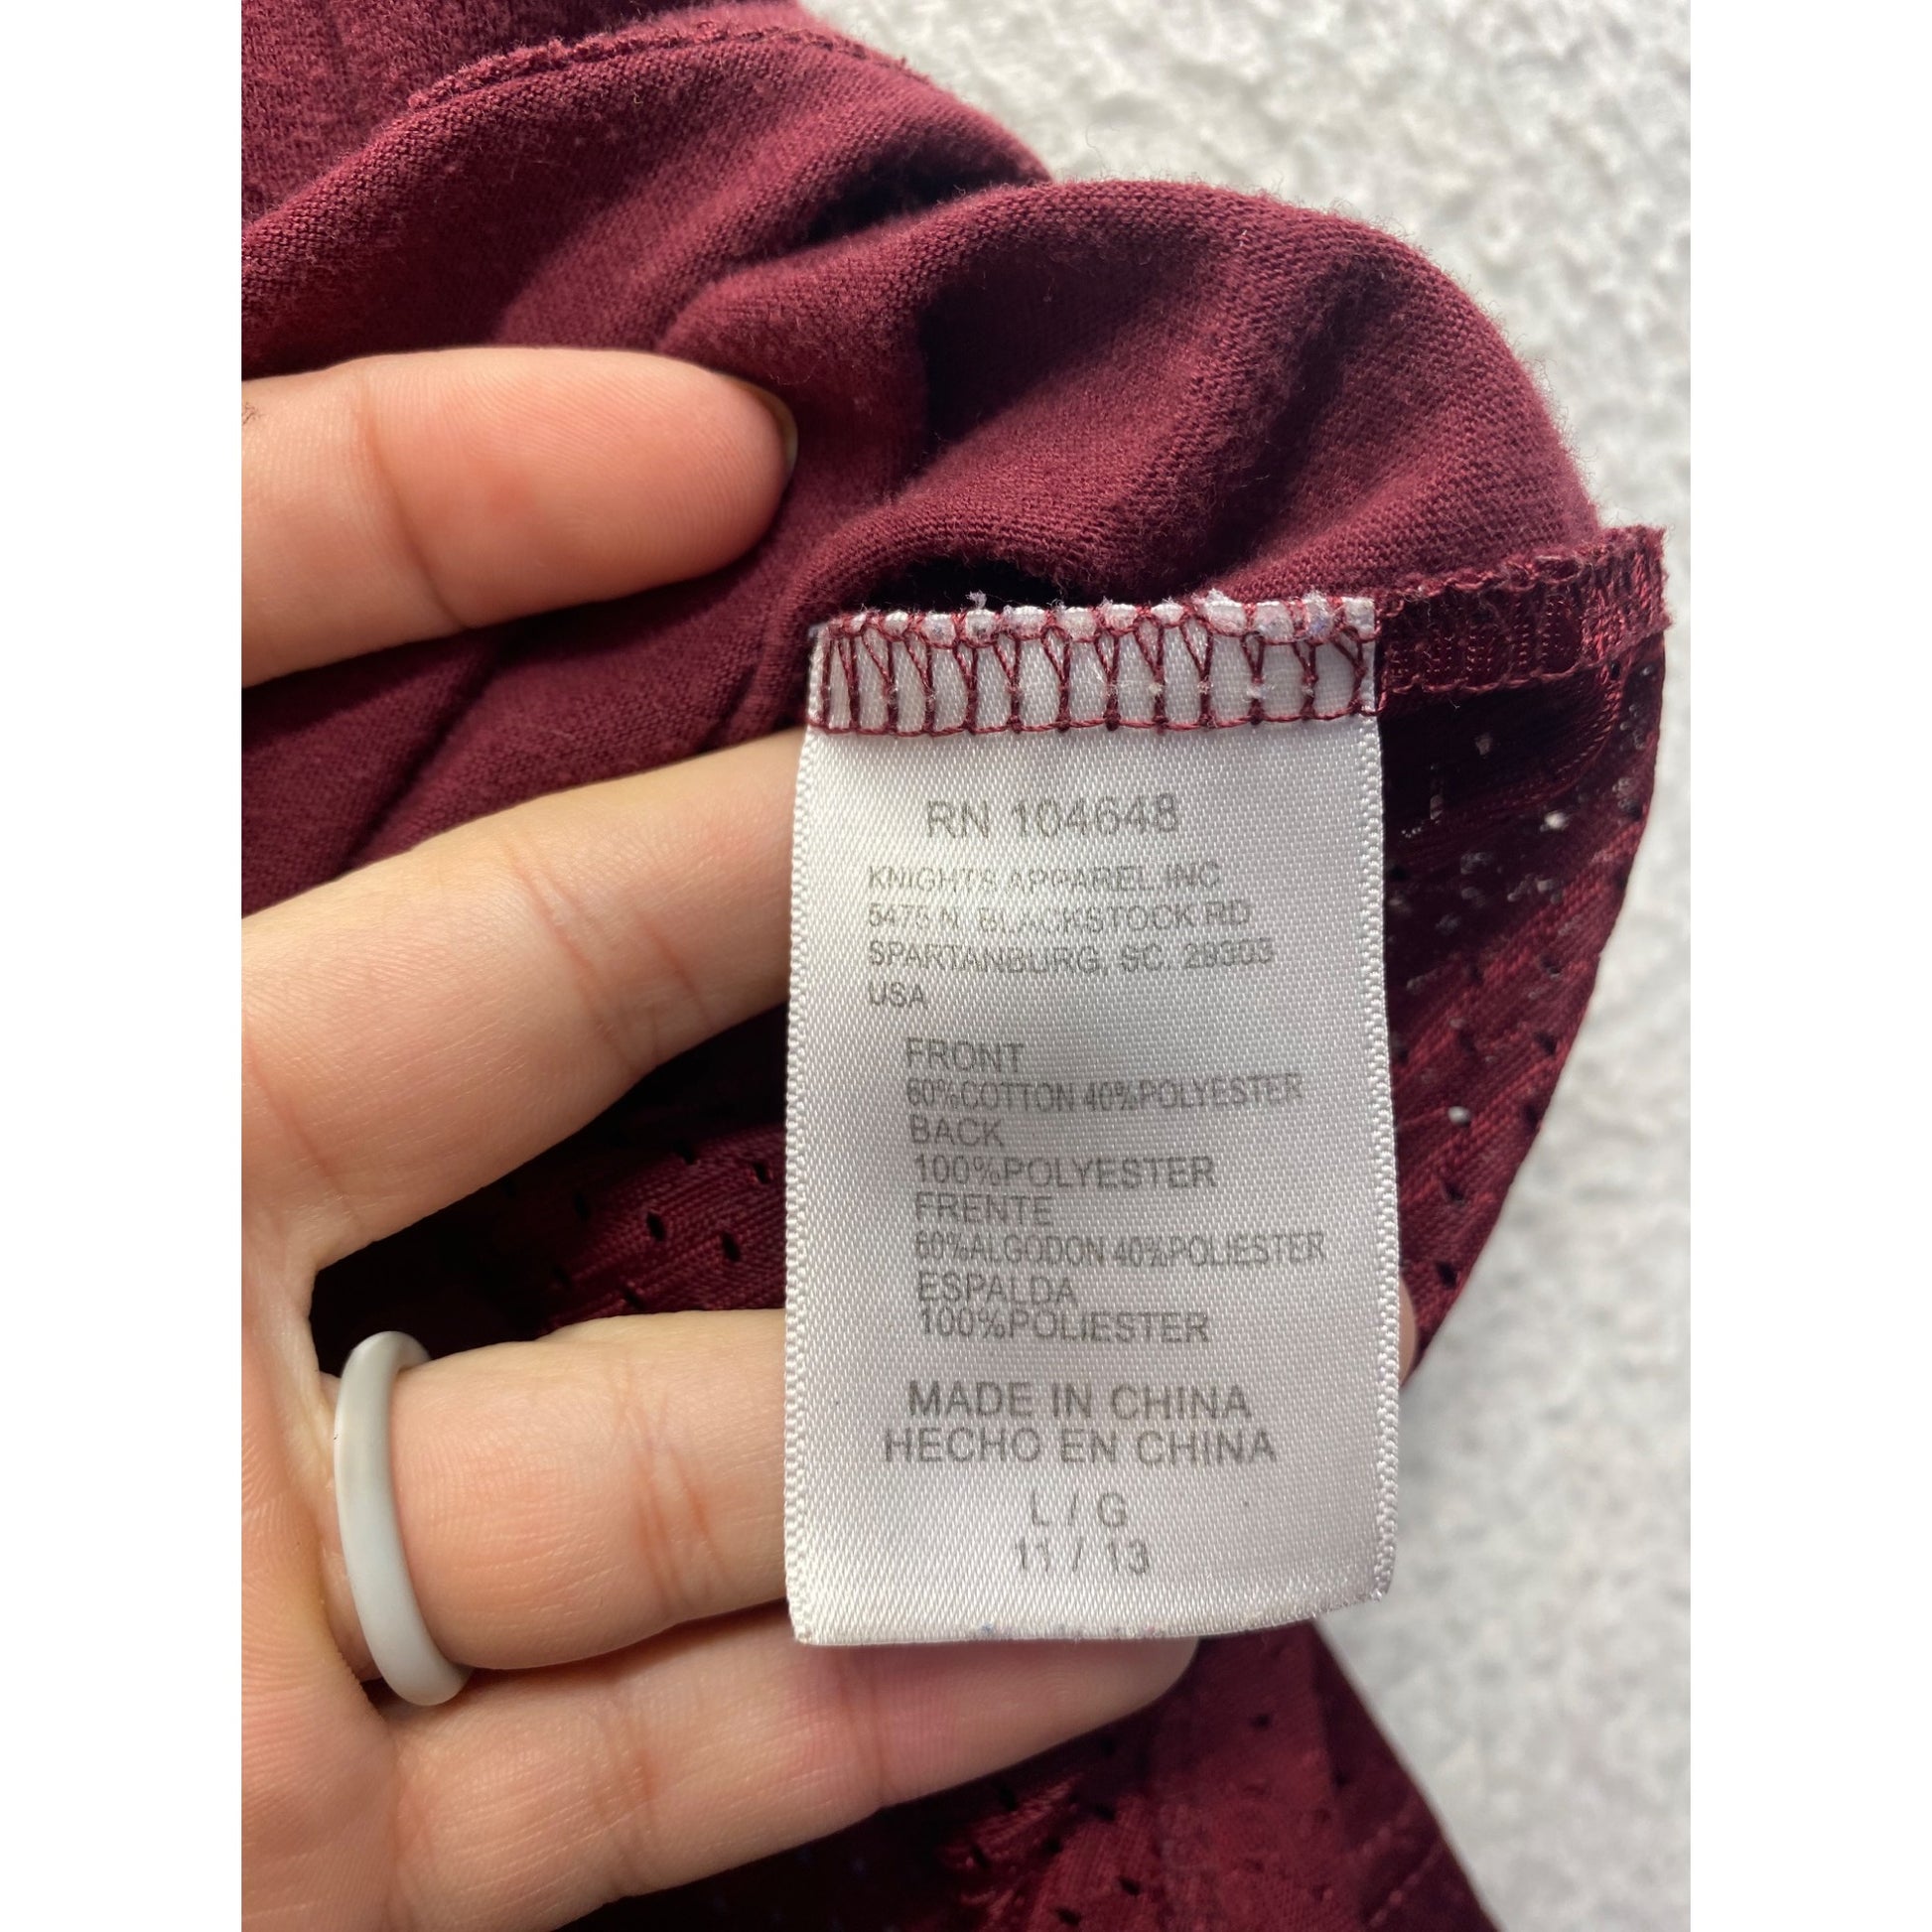 RN 104648
KNIGHTS APPAREL, INC
5475 N. BLACKSTOCK RD
SPARTANBURG, SC. 29303
USA
FRONT
60%COTTON 40%POLYESTER
BACK
100%POLYESTER
FRENTE
60%ALGODON 40%POLIESTER
ESPALDA
100%POLIESTER
MADE IN CHINA
HECHO EN CHINA
L / G
11 / 13